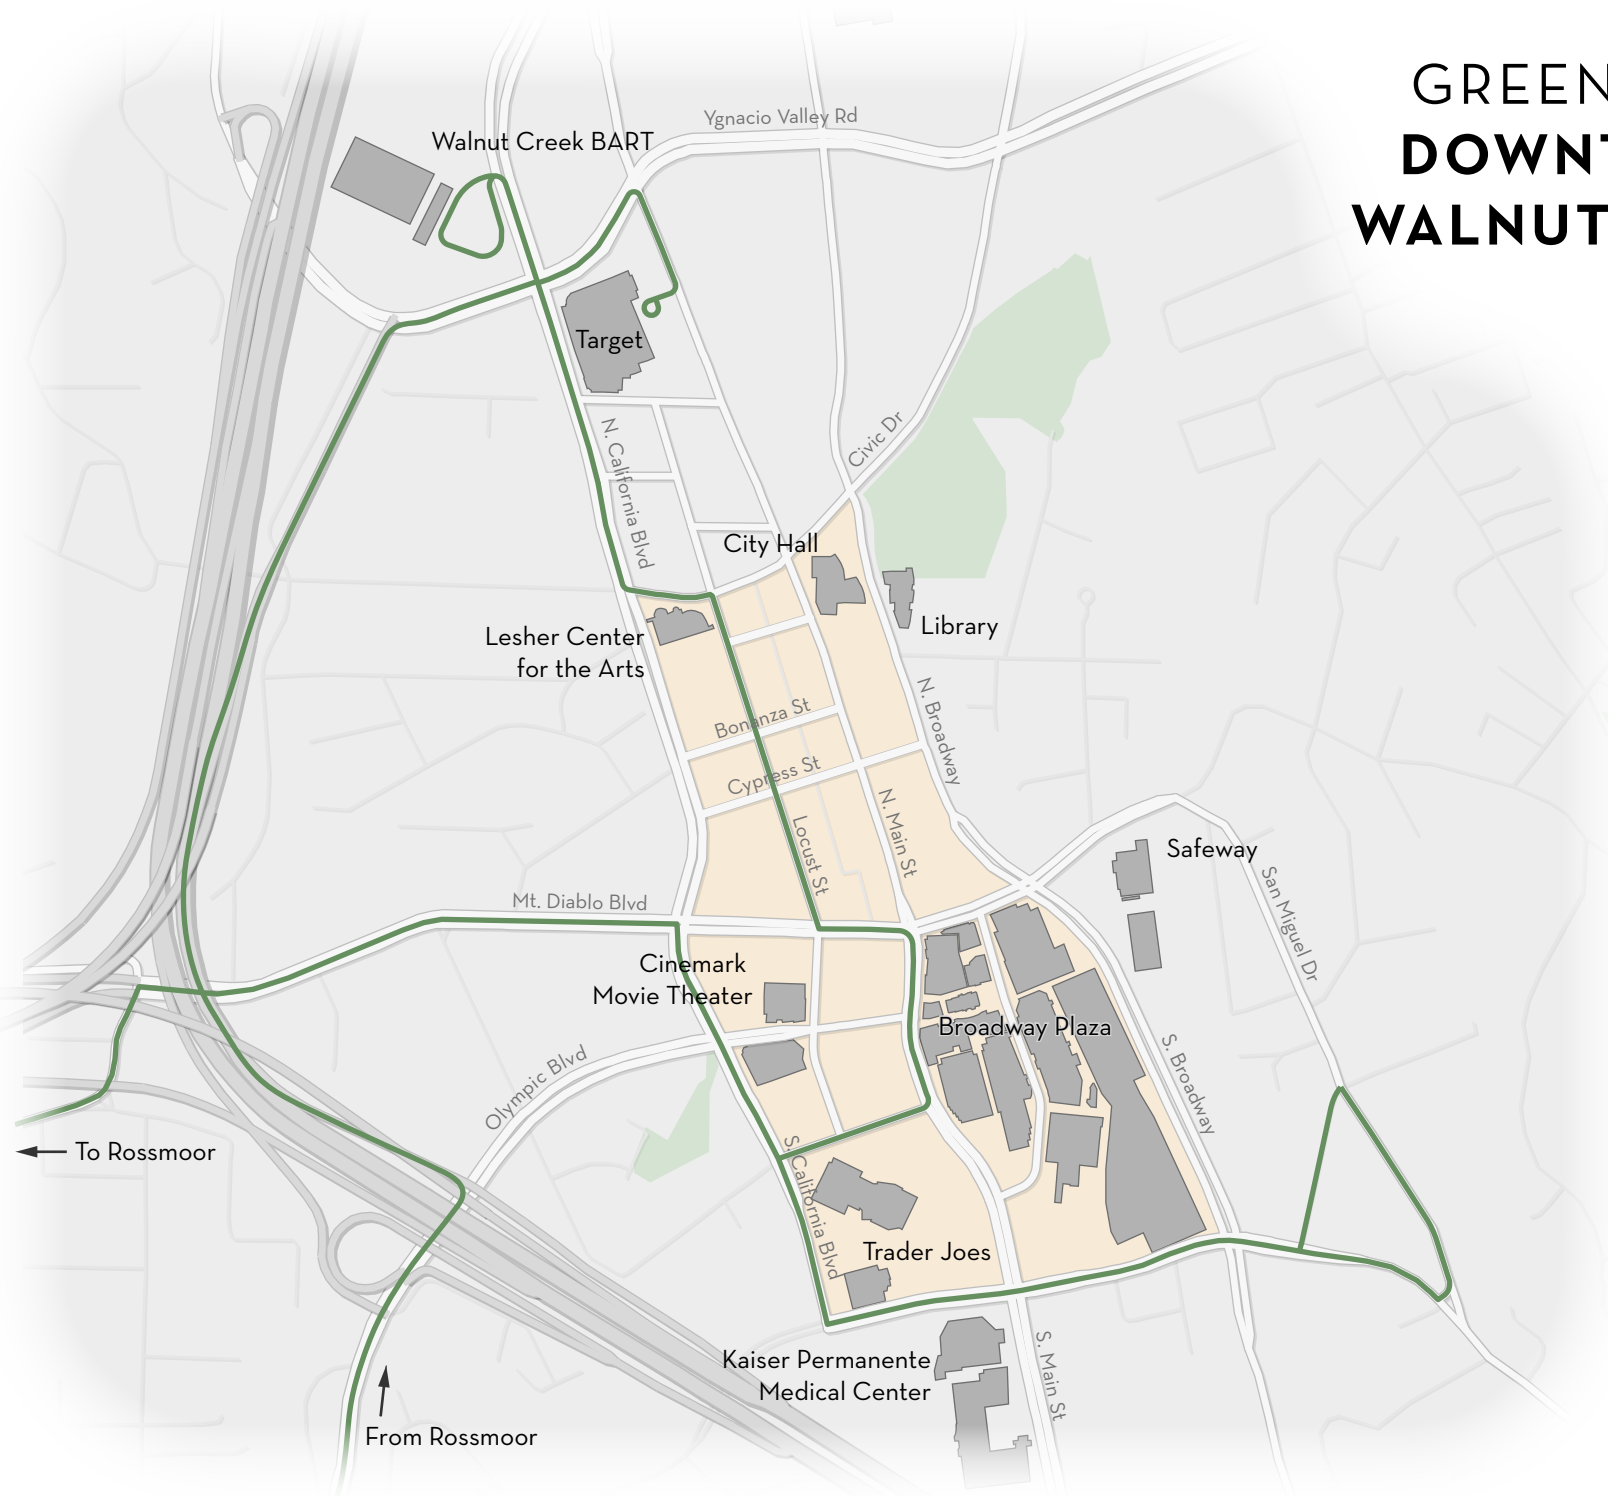 GREEN
DOWNT
WALNUT
Ygnacio Valley Rd
Walnut Creek BART
Target
Civic Dr
N. California Blvd
City Hall
Library
Lesher Center
for the Arts
N. Broadway
Bonanza St
Cypress St
N. Main St
Locust St
Safeway
San Miguel Dr
Mt. Diablo Blvd
Cinemark
Movie Theater
Broadway Plaza
S. Broadway
Olympic Blvd
To Rossmoor
S. California Blvd
Trader Joes
Kaiser Permanente
Medical Center
S. Main St
From Rossmoor